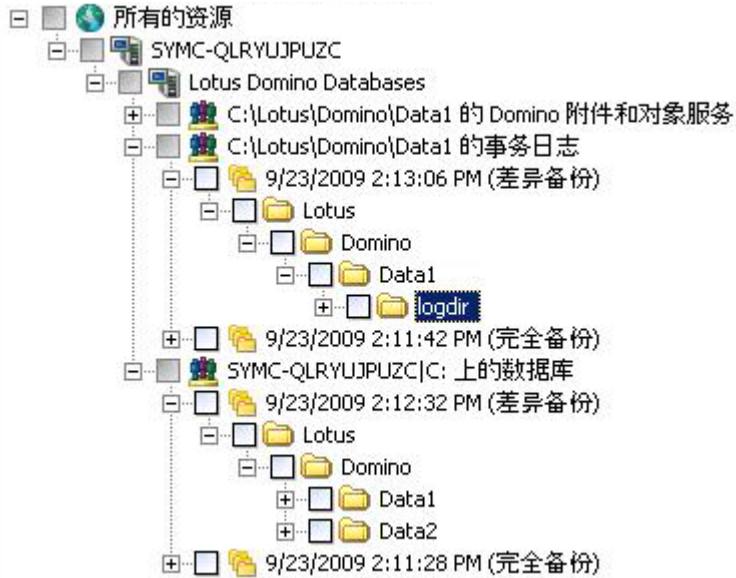 所有的资源
SYMC-QLRYUJPUZC
Lotus Domino Databases
C:\Lotus\Domino\Data1 的 Domino 附件和对象服务
C:\Lotus\Domino\Data1 的事务日志
9/23/2009 2:13:06 PM (差异备份)
Lotus
Domino
Data1
logdir
9/23/2009 2:11:42 PM (完全备份)
SYMC-QLRYUJPUZC|C: 上的数据库
9/23/2009 2:12:32 PM (差异备份)
Lotus
Domino
Data1
Data2
9/23/2009 2:11:28 PM (完全备份)